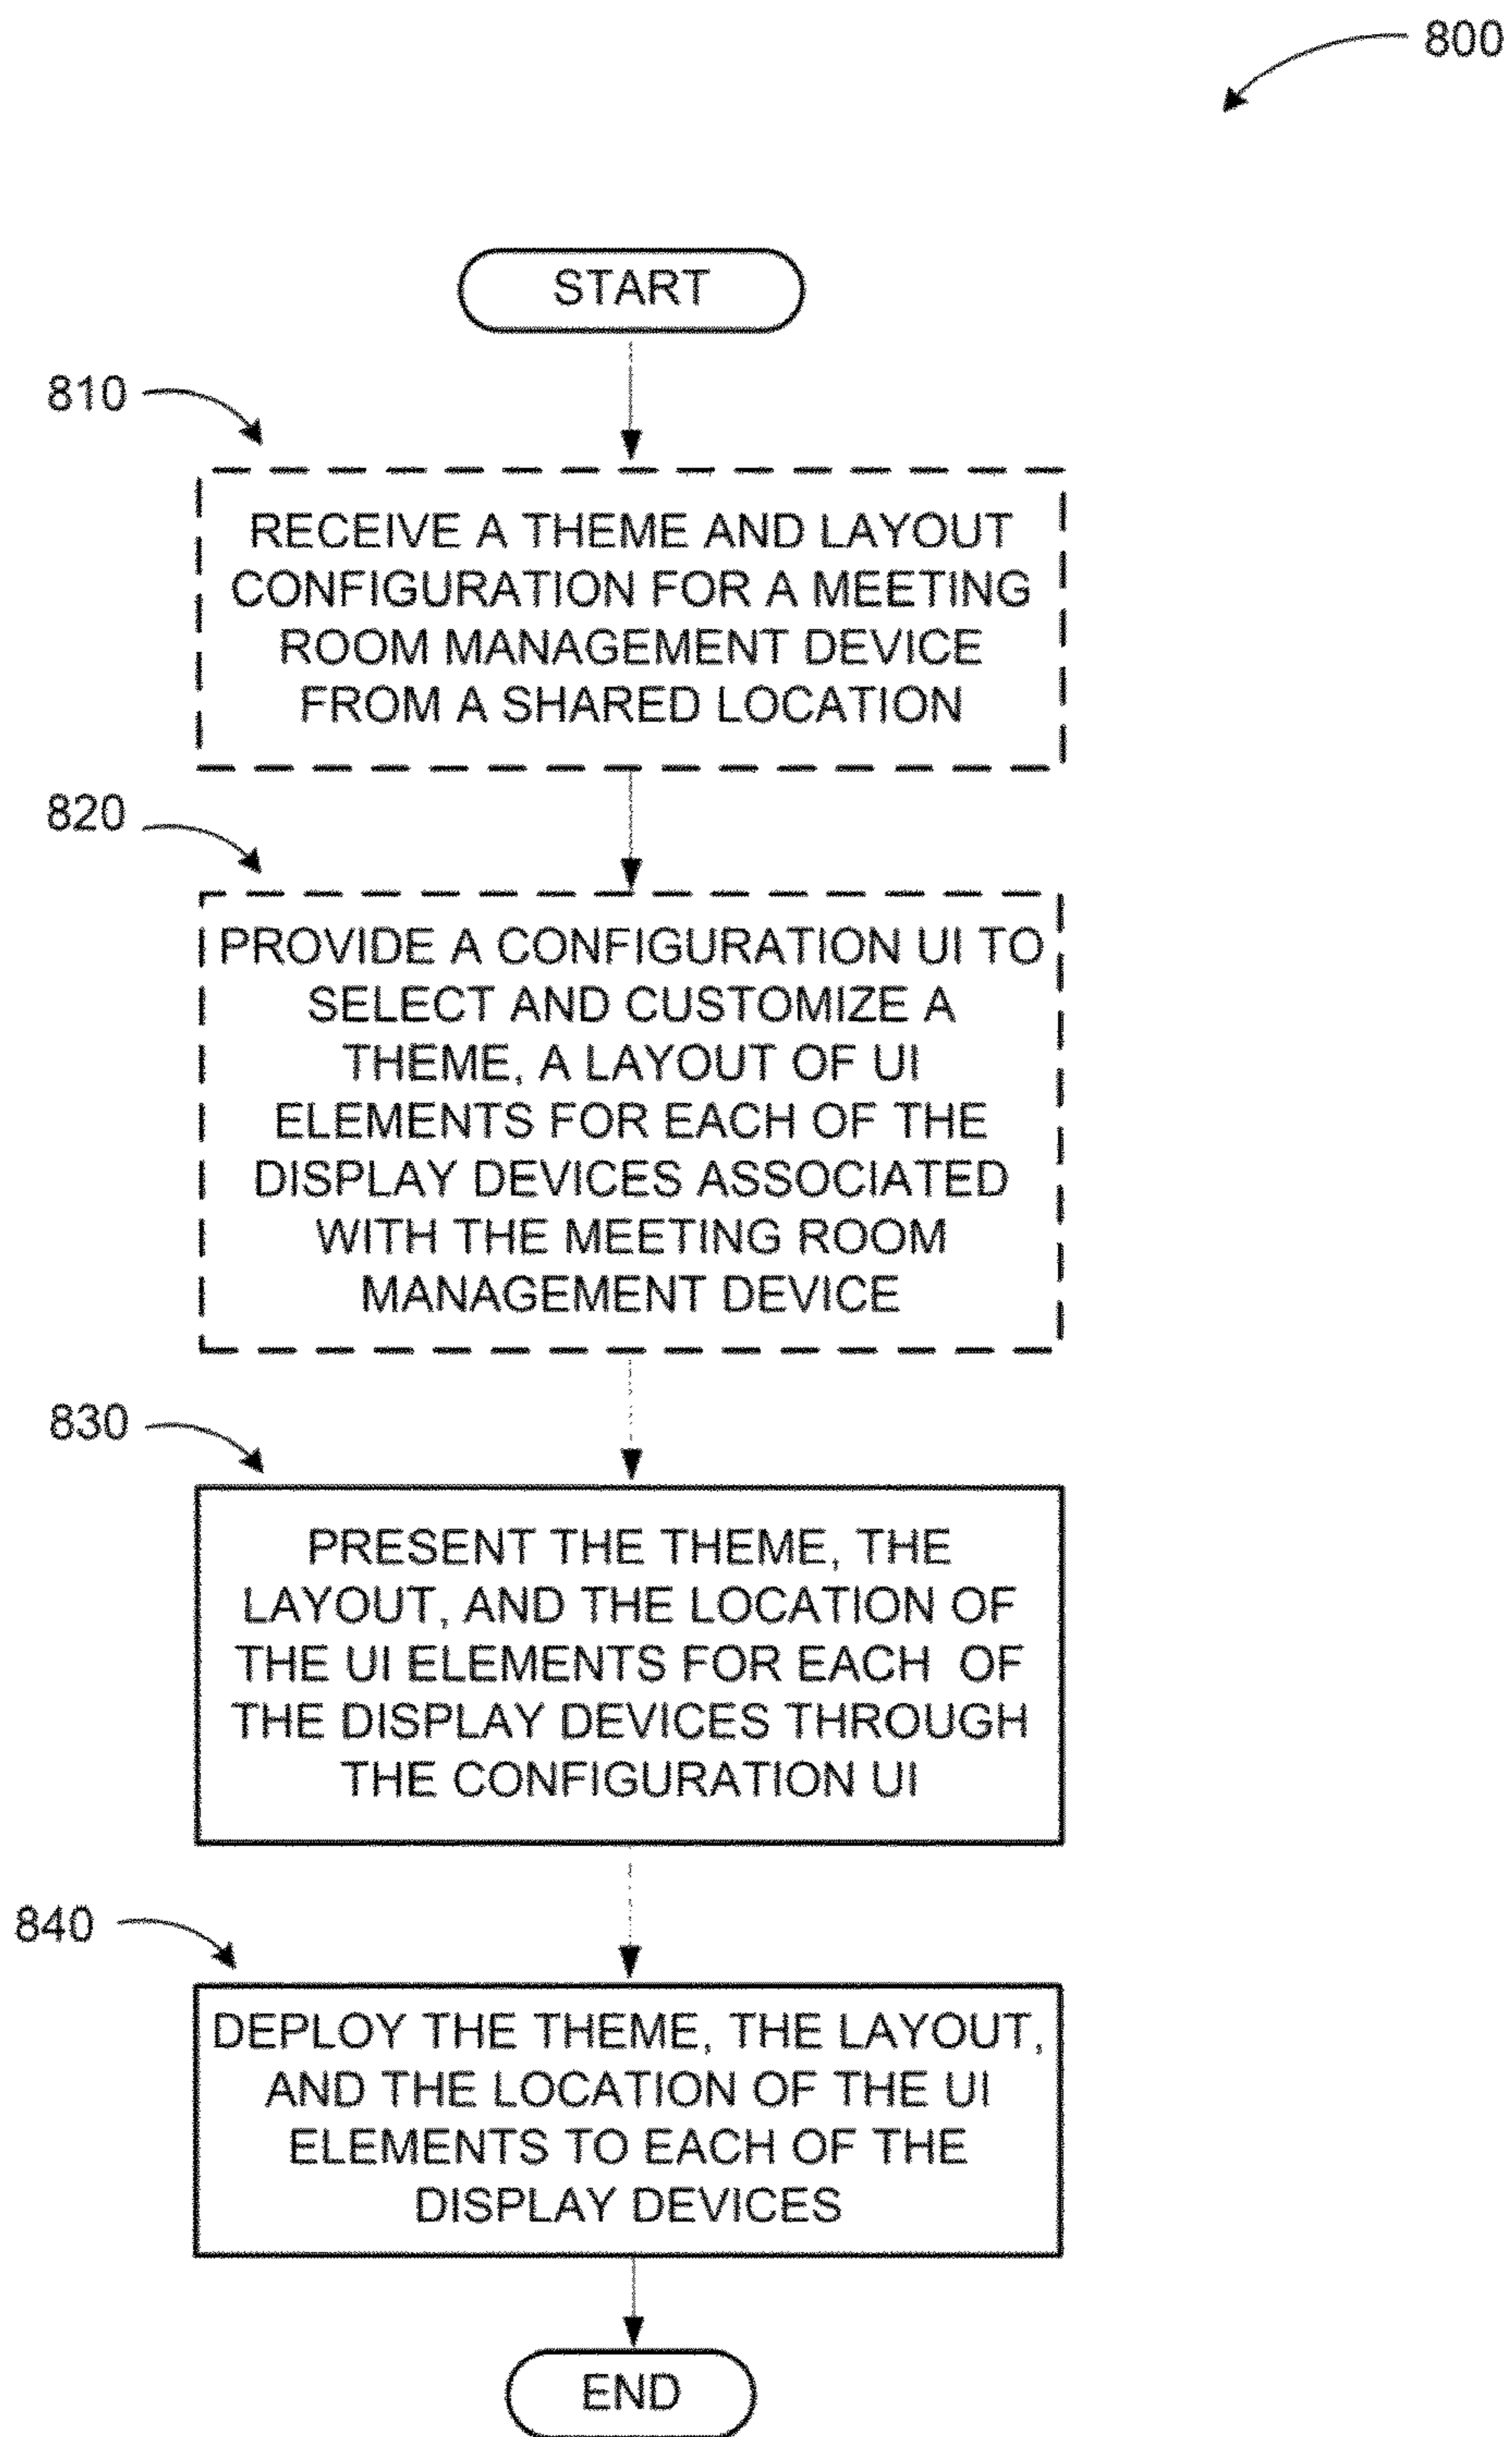 800
START
810
RECEIVE A THEME AND LAYOUT
CONFIGURATION FOR A MEETING
ROOM MANAGEMENT DEVICE
FROM A SHARED LOCATION
820
PROVIDE A CONFIGURATION UI TO
SELECT AND CUSTOMIZE A
THEME, A LAYOUT OF UI
ELEMENTS FOR EACH OF THE
DISPLAY DEVICES ASSOCIATED
WITH THE MEETING ROOM
MANAGEMENT DEVICE
830
PRESENT THE THEME, THE
LAYOUT, AND THE LOCATION OF
THE UI ELEMENTS FOR EACH OF
THE DISPLAY DEVICES THROUGH
THE CONFIGURATION UI
840
DEPLOY THE THEME, THE LAYOUT,
AND THE LOCATION OF THE UI
ELEMENTS TO EACH OF THE
DISPLAY DEVICES
END